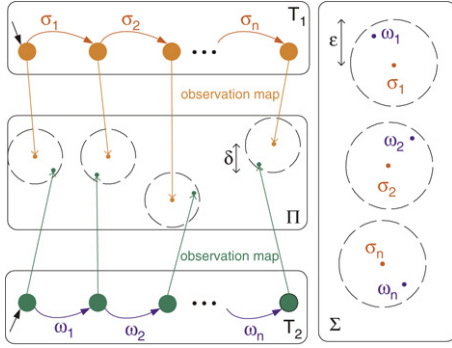 σ₁ σ₂ ••• σₙ T₁
observation map
δ
Π
observation map
ω₁ ω₂ ••• ωₙ T₂
ε ω₁
σ₁
ω₂
σ₂
σₙ
ωₙ
Σ